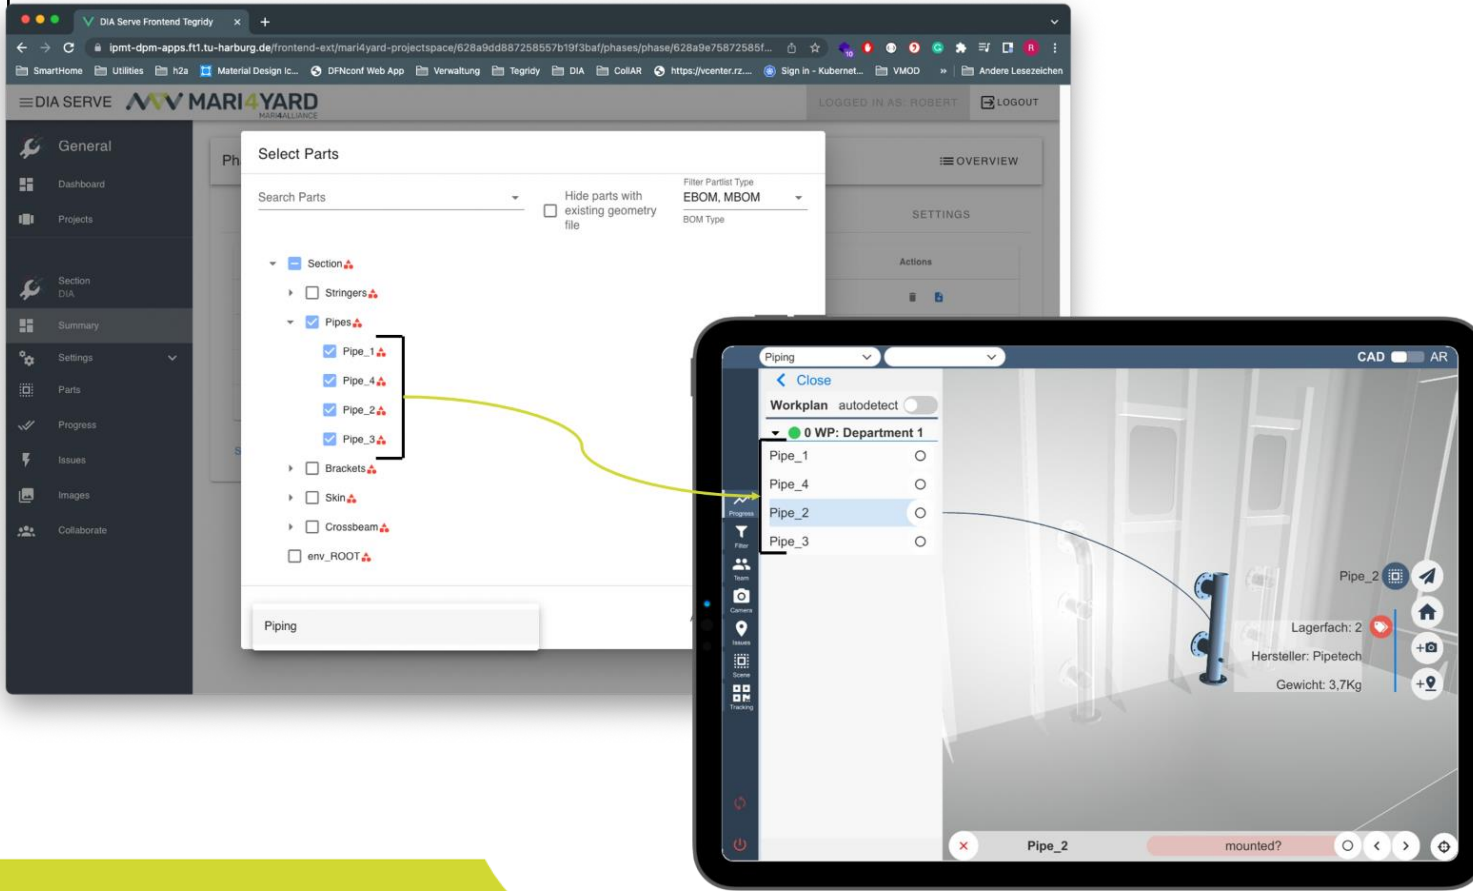 DIA Serve Frontend Tegridy
ipmt-dpm-apps.ft1.tu-harburg.de/frontend-ext/mari4yard-projectspace/628a9dd887258557b19f3baf/phases/phase/628a9e75872585f...
10
R
SmartHome Utilities h2a Material Design Ic... DFNconf Web App Verwaltung Tegridy DIA CollAR https://vcenter.rz.... Sign in - Kubernet... VMOD » Andere Lesezeichen
DIA SERVE MARI4YARD
MARI4ALLIANCE
LOGGED IN AS: ROBERT LOGOUT
General
Dashboard
Projects
Section
DIA
Summary
Settings
Parts
Progress
Issues
Images
Collaborate
Ph
OVERVIEW
SETTINGS
Actions
S
Select Parts
Search Parts
Hide parts with
existing geometry
file
Filter Partlist Type
EBOM, MBOM
BOM Type
Section
Stringers
Pipes
Pipe_1
Pipe_4
Pipe_2
Pipe_3
Brackets
Skin
Crossbeam
env_ROOT
Piping
Piping
CAD AR
Close
Workplan autodetect
0 WP: Department 1
Pipe_1
Pipe_4
Pipe_2
Pipe_3
Progress
Filter
Team
Camera
Issues
Scene
Tracking
Pipe_2
Lagerfach: 2
Hersteller: Pipetech
Gewicht: 3,7Kg
Pipe_2 mounted?